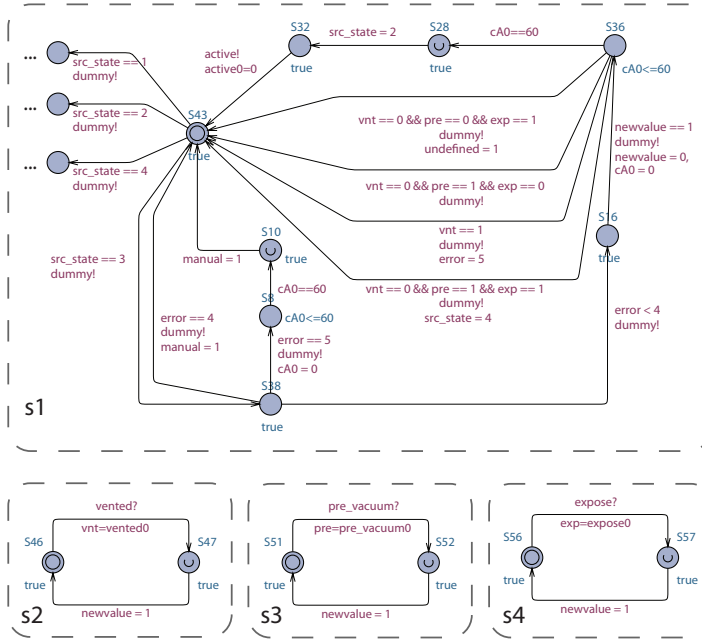 S32
src_state = 2
S28
cA0==60
S36
true
true
cA0<=60
active!
active0=0
...
src_state == 1
dummy!
...
src_state == 2
dummy!
...
src_state == 4
dummy!
S43
true
vnt == 0 && pre == 0 && exp == 1
dummy!
undefined = 1
newvalue == 1
dummy!
newvalue = 0,
cA0 = 0
vnt == 0 && pre == 1 && exp == 0
dummy!
vnt == 1
dummy!
error = 5
S16
true
src_state == 3
dummy!
manual = 1
S10
true
cA0==60
S8
cA0<=60
vnt == 0 && pre == 1 && exp == 1
dummy!
src_state = 4
error == 4
dummy!
manual = 1
error == 5
dummy!
cA0 = 0
error < 4
dummy!
S38
true
s1
vented?
vnt=vented0
S46
S47
true
true
newvalue = 1
s2
pre_vacuum?
pre=pre_vacuum0
S51
S52
true
true
newvalue = 1
s3
expose?
exp=expose0
S56
S57
true
true
newvalue = 1
s4